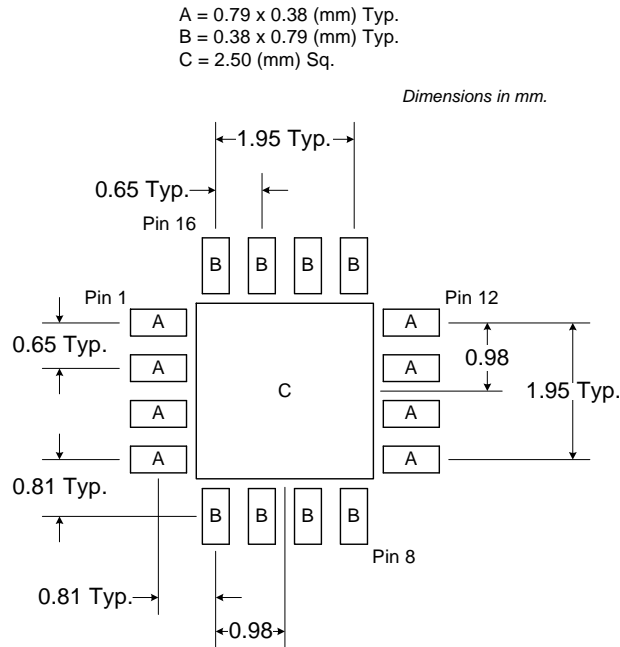 A = 0.79 x 0.38 (mm) Typ.
B = 0.38 x 0.79 (mm) Typ.
C = 2.50 (mm) Sq.
Dimensions in mm.
1.95 Typ.
0.65 Typ.
Pin 16
B B B B
Pin 1
Pin 12
A
A
0.65 Typ.
0.98
A
A
C
1.95 Typ.
A
A
A
A
0.81 Typ.
B B B B
Pin 8
0.81 Typ.
0.98